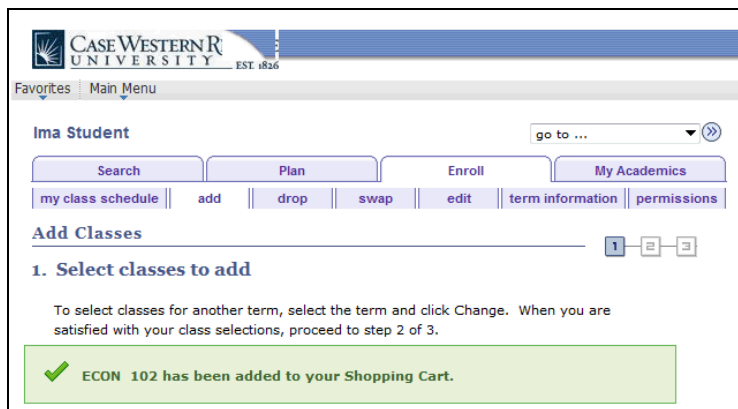 CASE WESTERN R
UNIVERSITY EST. 1826
Favorites Main Menu
Ima Student
go to ...
Search Plan Enroll My Academics
my class schedule add drop swap edit term information permissions
Add Classes
1 2 3
1. Select classes to add
To select classes for another term, select the term and click Change. When you are
satisfied with your class selections, proceed to step 2 of 3.
ECON 102 has been added to your Shopping Cart.